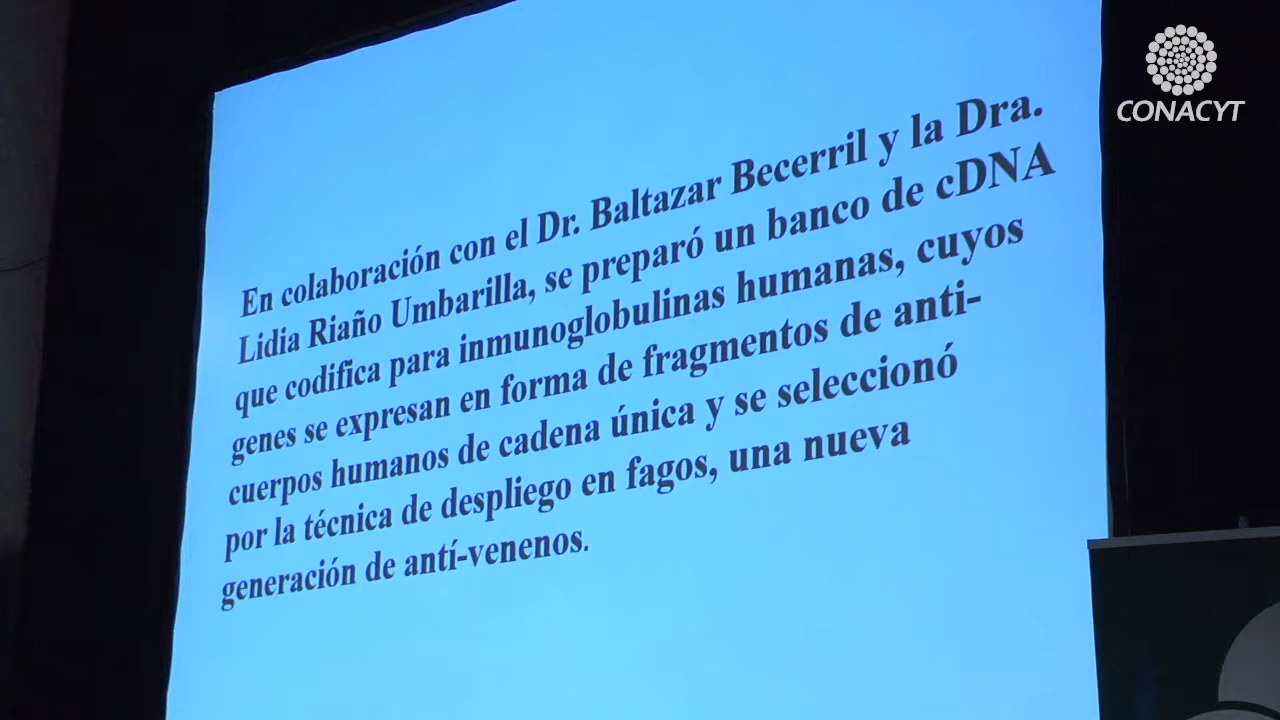 En colaboración con el Dr. Baltazar Becerril y la Dra.
Lidia Riaño Umbarilla, se preparó un banco de cDNA
que codifica para inmunoglobulinas humanas, cuyos
genes se expresan en forma de fragmentos de anti-
cuerpos humanos de cadena única y se seleccionó
por la técnica de despliego en fagos, una nueva
generación de antí-venenos.
CONACYT